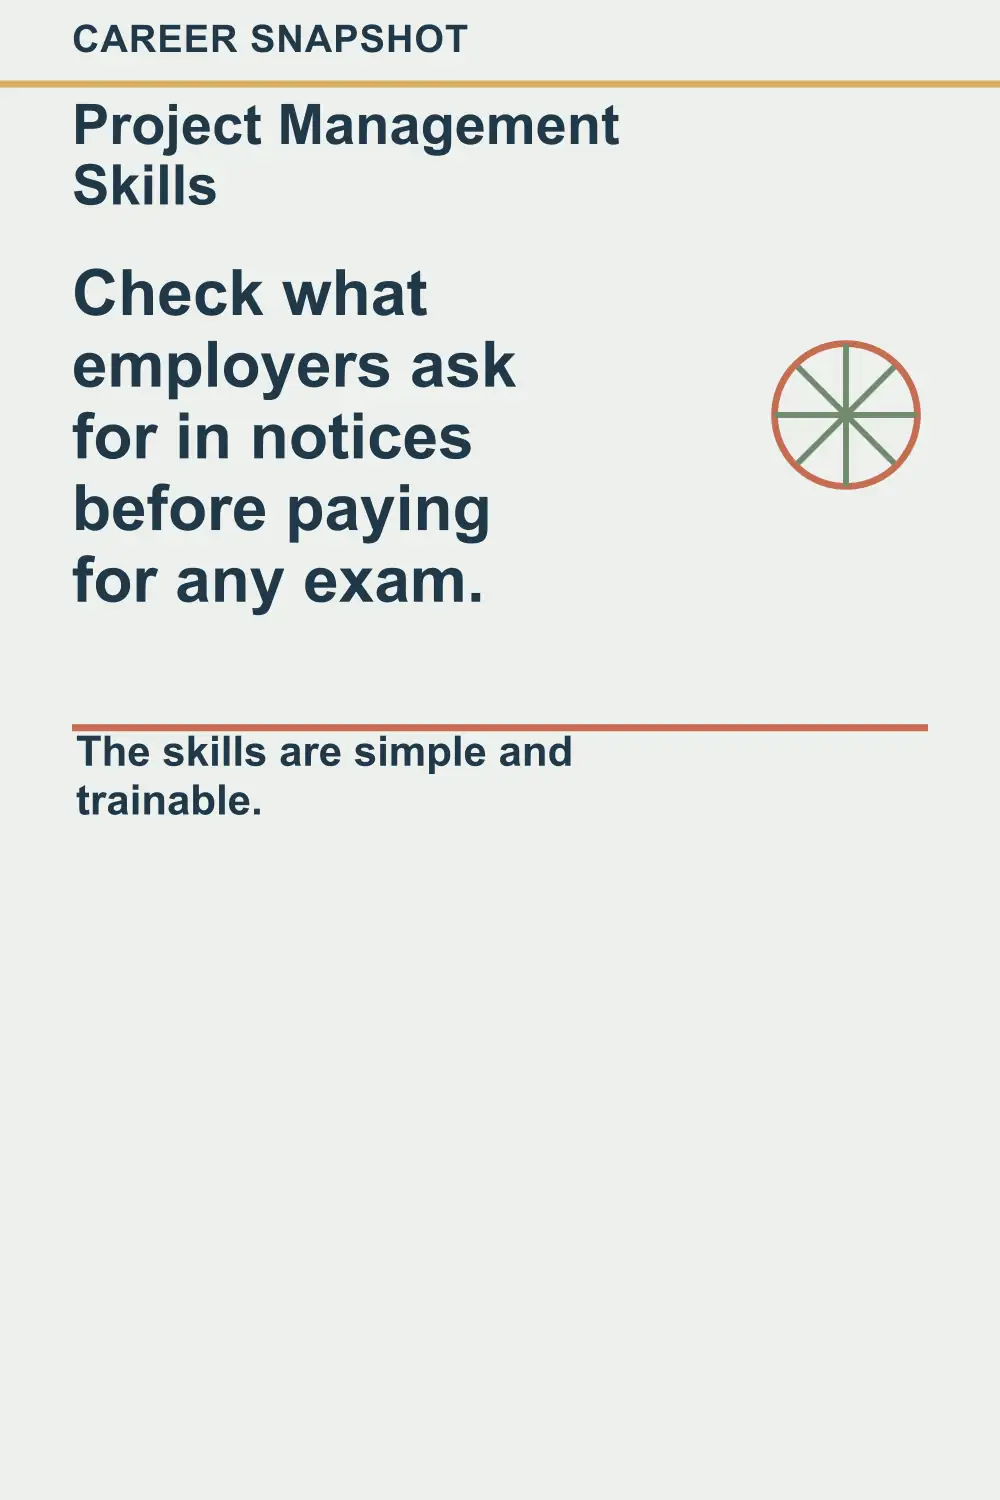 CAREER SNAPSHOT
Project Management
Skills
Check what
employers ask
for in notices
before paying
for any exam.
The skills are simple and
trainable.